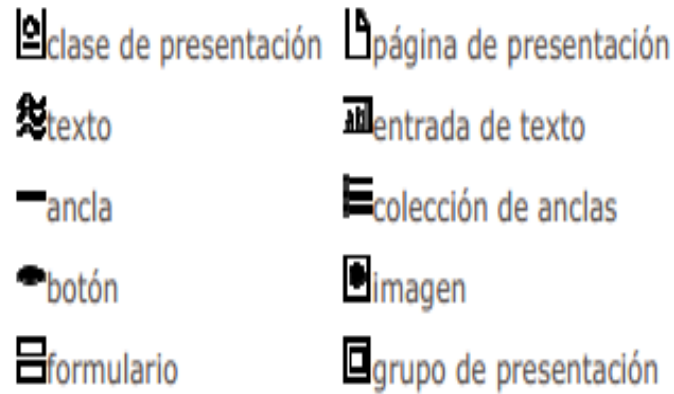 clase de presentación página de presentación
texto entrada de texto
ancla colección de anclas
botón imagen
formulario grupo de presentación